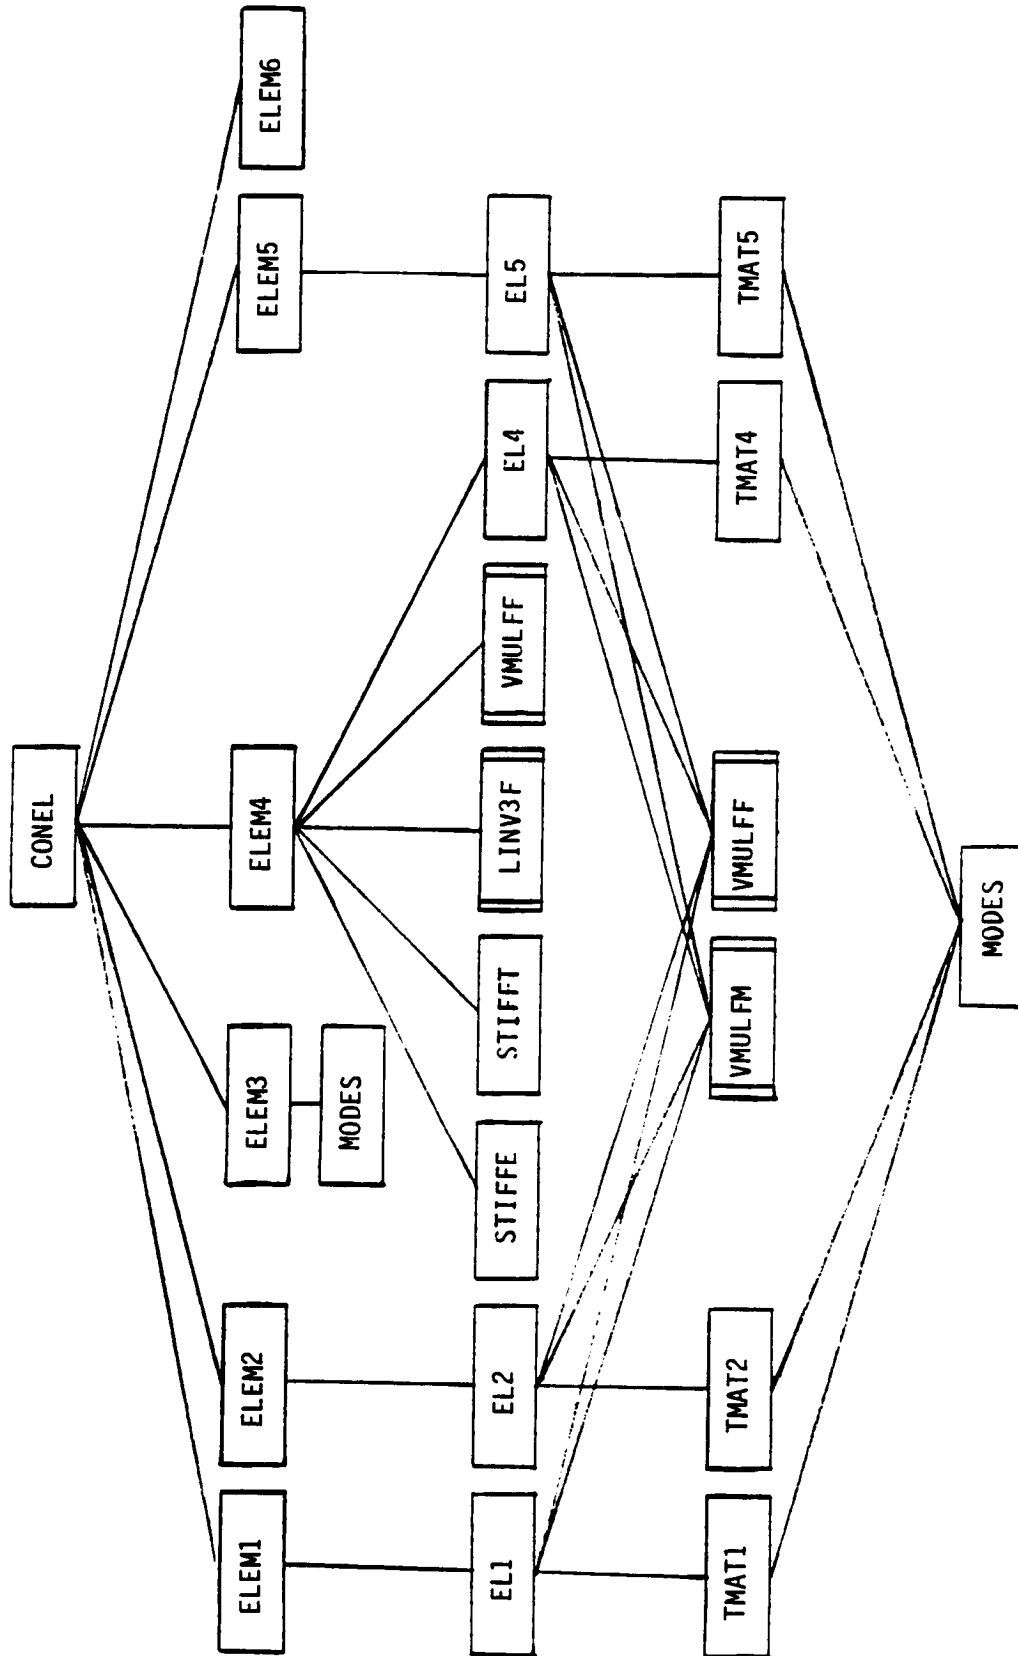 CONEL
ELEM1
ELEM2
ELEM3
ELEM4
ELEM5
ELEM6
MODES
EL1
EL2
STIFFE
STIFFT
LINV3F
VMULFF
EL4
EL5
TMAT1
TMAT2
VMULFM
VMULFF
TMAT4
TMAT5
MODES